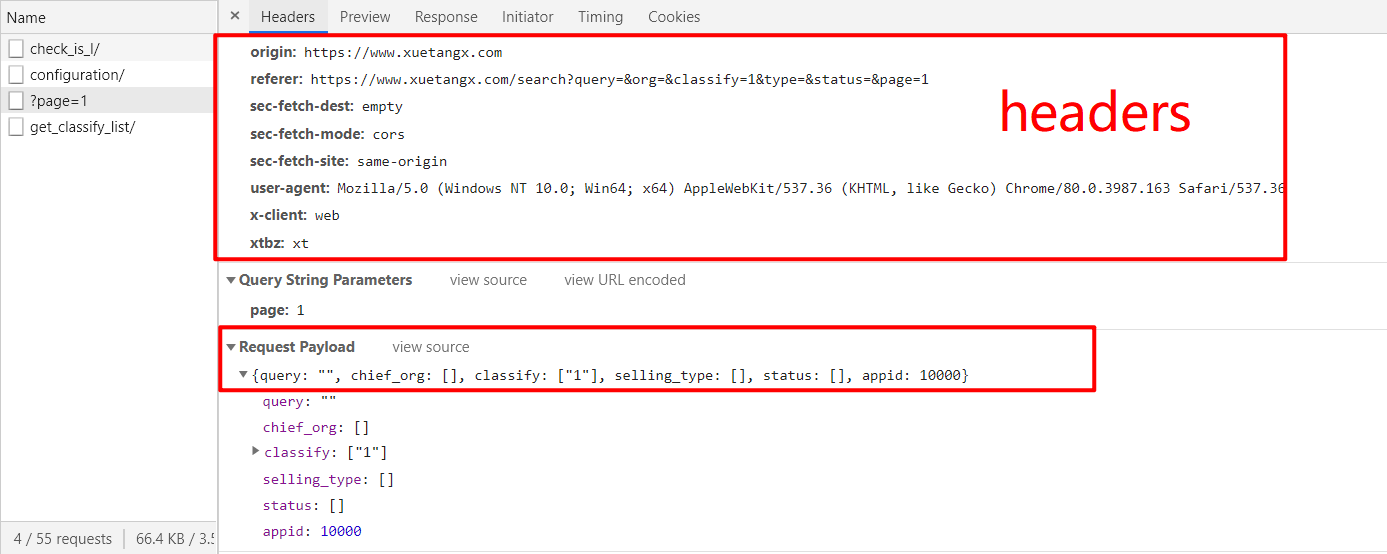 Name
× Headers Preview Response Initiator Timing Cookies
check_is_l/
configuration/
?page=1
get_classify_list/
origin: https://www.xuetangx.com
referer: https://www.xuetangx.com/search?query=&org=&classify=1&type=&status=&page=1
headers
sec-fetch-dest: empty
sec-fetch-mode: cors
sec-fetch-site: same-origin
user-agent: Mozilla/5.0 (Windows NT 10.0; Win64; x64) AppleWebKit/537.36 (KHTML, like Gecko) Chrome/80.0.3987.163 Safari/537.36
x-client: web
xtbz: xt
Query String Parameters view source view URL encoded
page: 1
Request Payload view source
{query: "", chief_org: [], classify: ["1"], selling_type: [], status: [], appid: 10000}
query: ""
chief_org: []
classify: ["1"]
selling_type: []
status: []
appid: 10000
4 / 55 requests 66.4 KB / 3.5